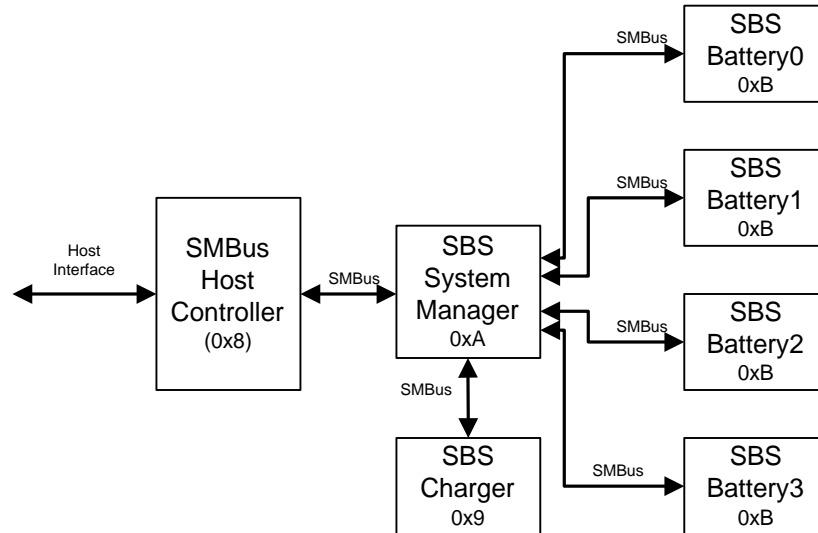 SBS
Battery0
0xB
SMBus
SBS
Battery1
0xB
SMBus
Host
Interface
SMBus
Host
Controller
(0x8)
SMBus
SBS
System
Manager
0xA
SMBus
SBS
Battery2
0xB
SMBus
SBS
Charger
0x9
SMBus
SBS
Battery3
0xB